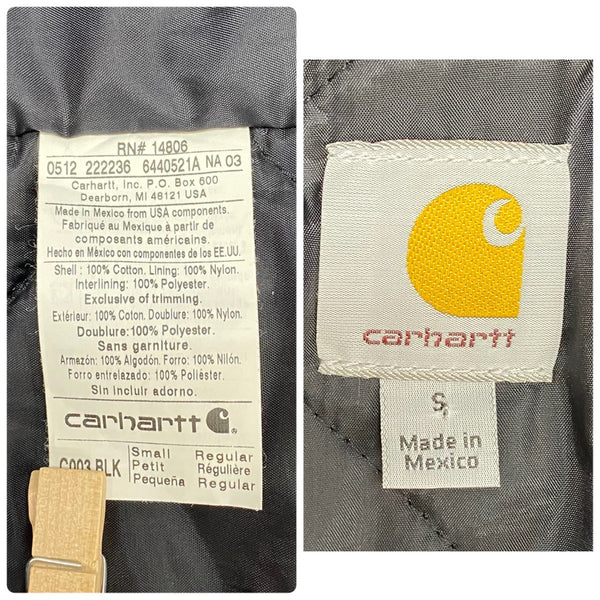 RN# 14806
0512 222236 6440521A NA 03
Carhartt, Inc. P.O. Box 600
Dearborn, MI 48121 USA
Made in Mexico from USA components.
Fabriqué au Mexique à partir de
composants américains.
Hecho en México con componentes de los EE.UU.
Shell : 100% Cotton. Lining: 100% Nylon.
Interlining: 100% Polyester.
Exclusive of trimming.
Extérieur: 100% Coton. Doublure: 100% Nylon.
Doublure: 100% Polyester.
Sans garniture.
Armazón: 100% Algodón. Forro: 100% Nilón.
Forro entrelazado: 100% Poliéster.
Sin incluir adorno.
carhartt
C003 BLK
Small Regular
Petit Régulière
Pequeña Regular
carhartt
S
Made in
Mexico